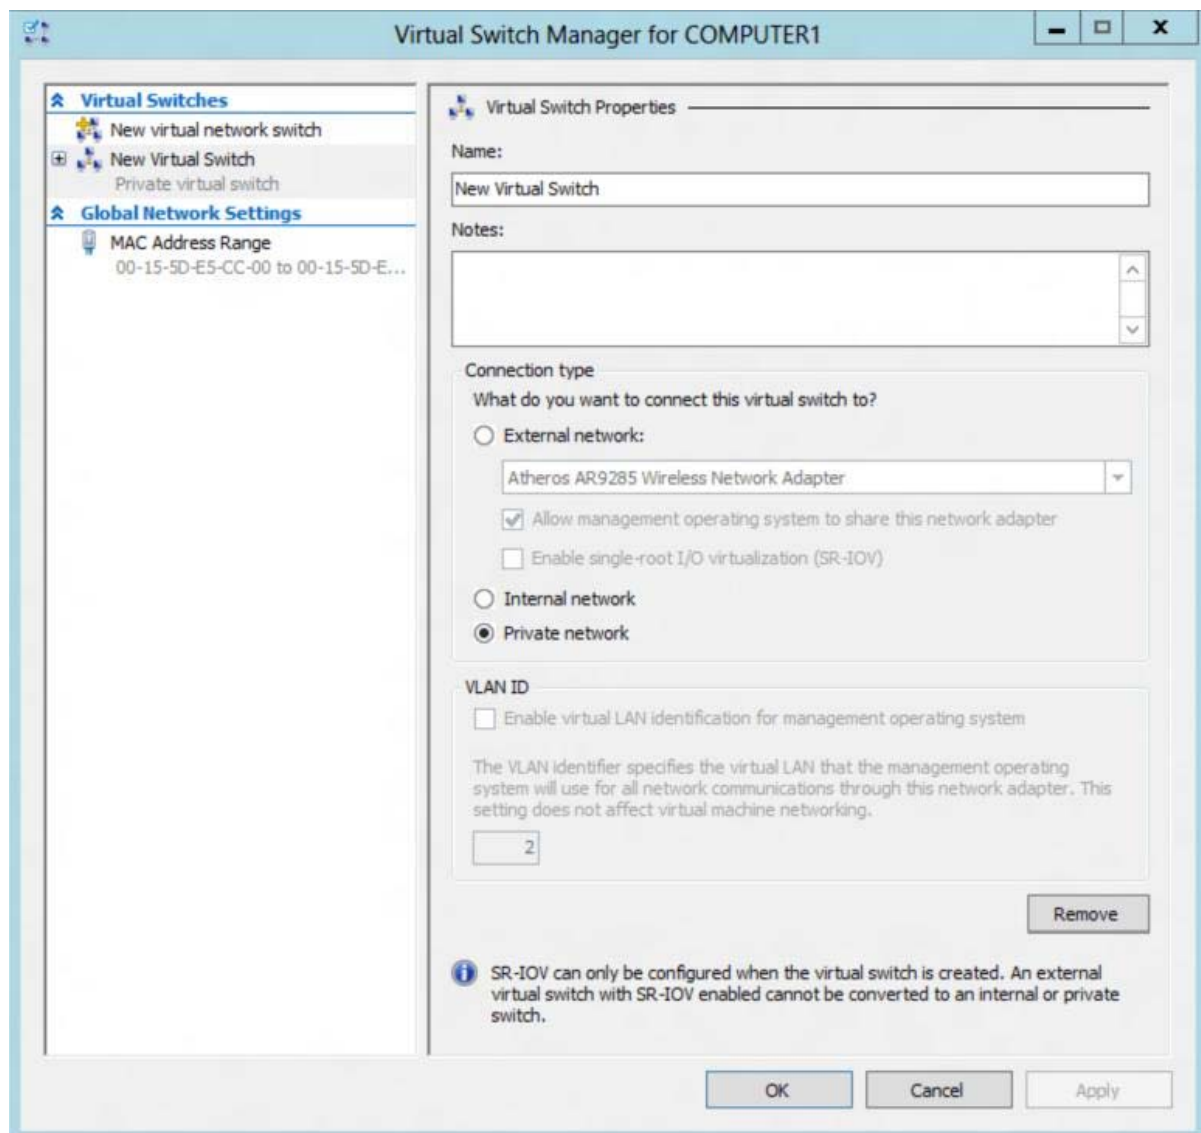 Virtual Switch Manager for COMPUTER1
Virtual Switches
New virtual network switch
New Virtual Switch
Private virtual switch
Global Network Settings
MAC Address Range
00-15-5D-E5-CC-00 to 00-15-5D-E...
Virtual Switch Properties
Name:
New Virtual Switch
Notes:
Connection type
What do you want to connect this virtual switch to?
External network:
Atheros AR9285 Wireless Network Adapter
Allow management operating system to share this network adapter
Enable single-root I/O virtualization (SR-IOV)
Internal network
Private network
VLAN ID
Enable virtual LAN identification for management operating system
The VLAN identifier specifies the virtual LAN that the management operating
system will use for all network communications through this network adapter. This
setting does not affect virtual machine networking.
2
Remove
SR-IOV can only be configured when the virtual switch is created. An external
virtual switch with SR-IOV enabled cannot be converted to an internal or private
switch.
OK
Cancel
Apply